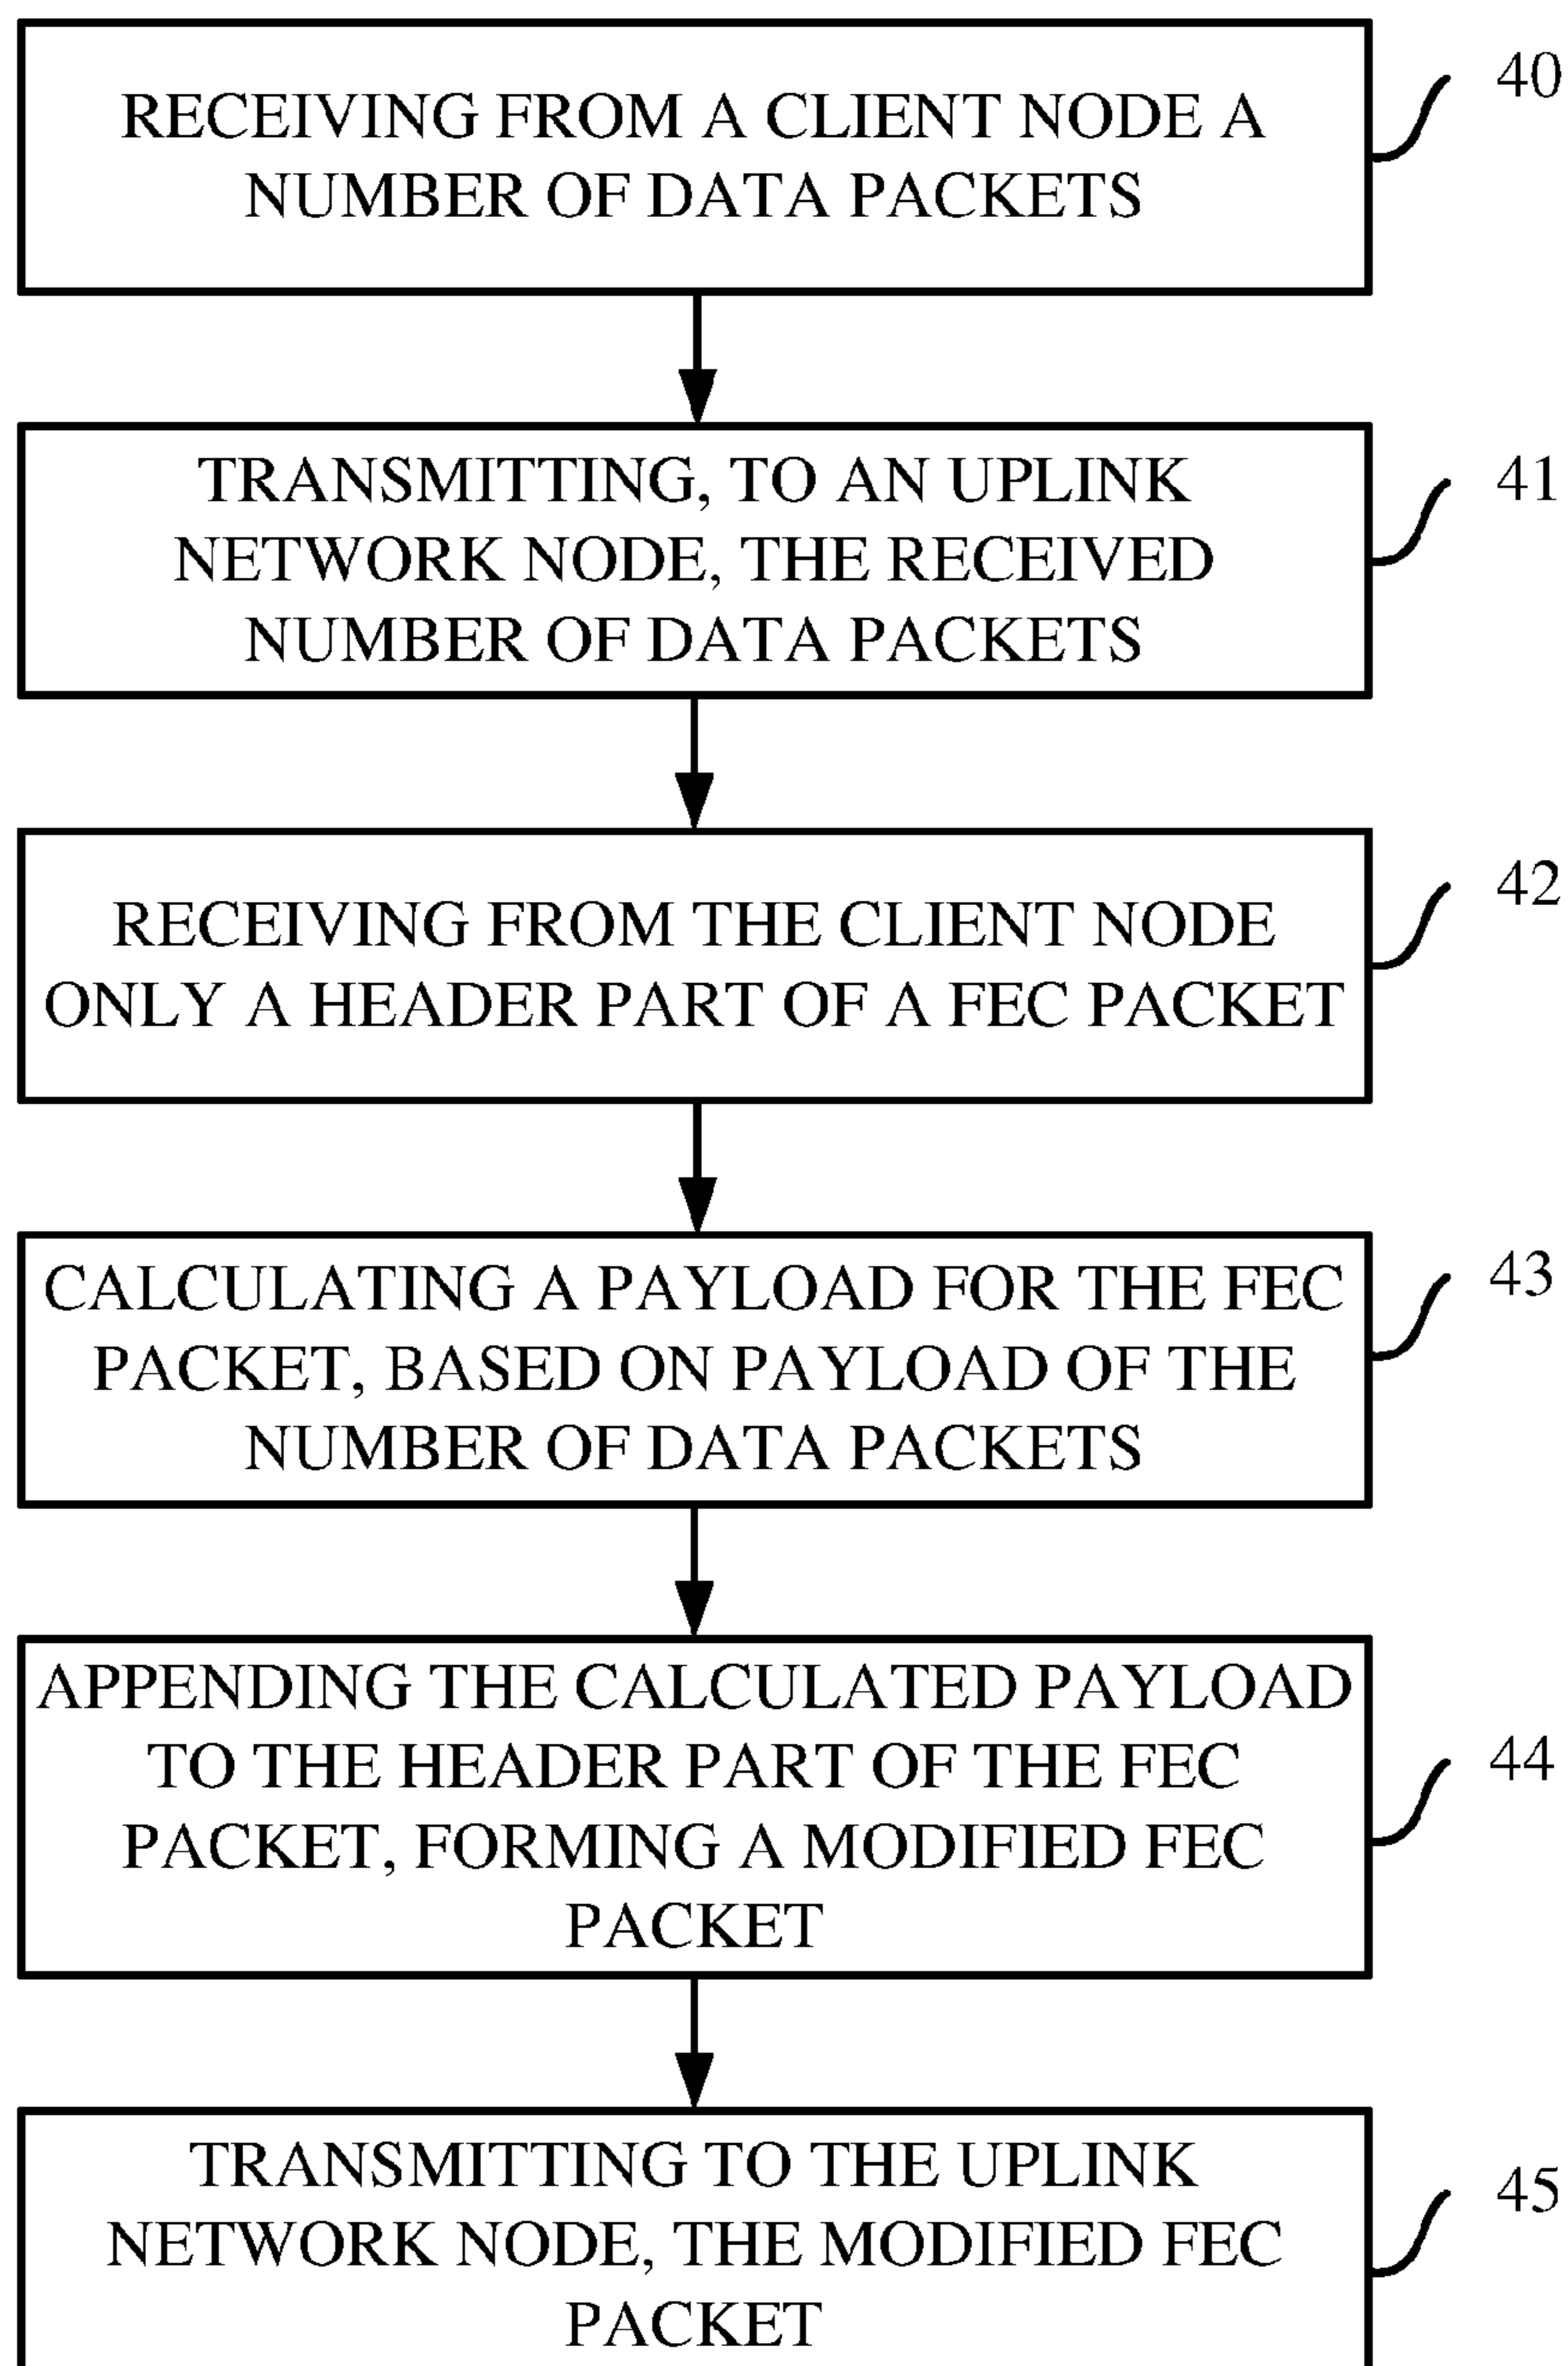 RECEIVING FROM A CLIENT NODE A
NUMBER OF DATA PACKETS
40
TRANSMITTING, TO AN UPLINK
NETWORK NODE, THE RECEIVED
NUMBER OF DATA PACKETS
41
RECEIVING FROM THE CLIENT NODE
ONLY A HEADER PART OF A FEC PACKET
42
CALCULATING A PAYLOAD FOR THE FEC
PACKET, BASED ON PAYLOAD OF THE
NUMBER OF DATA PACKETS
43
APPENDING THE CALCULATED PAYLOAD
TO THE HEADER PART OF THE FEC
PACKET, FORMING A MODIFIED FEC
PACKET
44
TRANSMITTING TO THE UPLINK
NETWORK NODE, THE MODIFIED FEC
PACKET
45